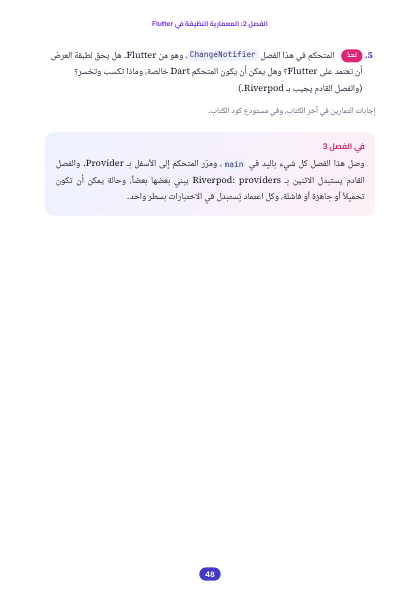 الفصل 2: المعمارية النظيفة في Flutter
5. تحدٍّ المتحكم في هذا الفصل ChangeNotifier، وهو من Flutter. هل يحق لطبقة العرض
أن تعتمد على Flutter؟ وهل يمكن أن يكون المتحكم Dart خالصة، وماذا تكسب وتخسر؟
(والفصل القادم يجيب بـ Riverpod.)
إجابات التمارين في آخر الكتاب، وفي مستودع كود الكتاب.
في الفصل 3
وصل هذا الفصل كل شيء باليد في main، ومرّر المتحكم إلى الأسفل بـ Provider. والفصل
القادم يستبدل الاثنين بـ Riverpod: providers يبني بعضها بعضاً، وحالة يمكن أن تكون
تحميلاً أو جاهزة أو فاشلة، وكل اعتماد يُستبدل في الاختبارات بسطر واحد.
48